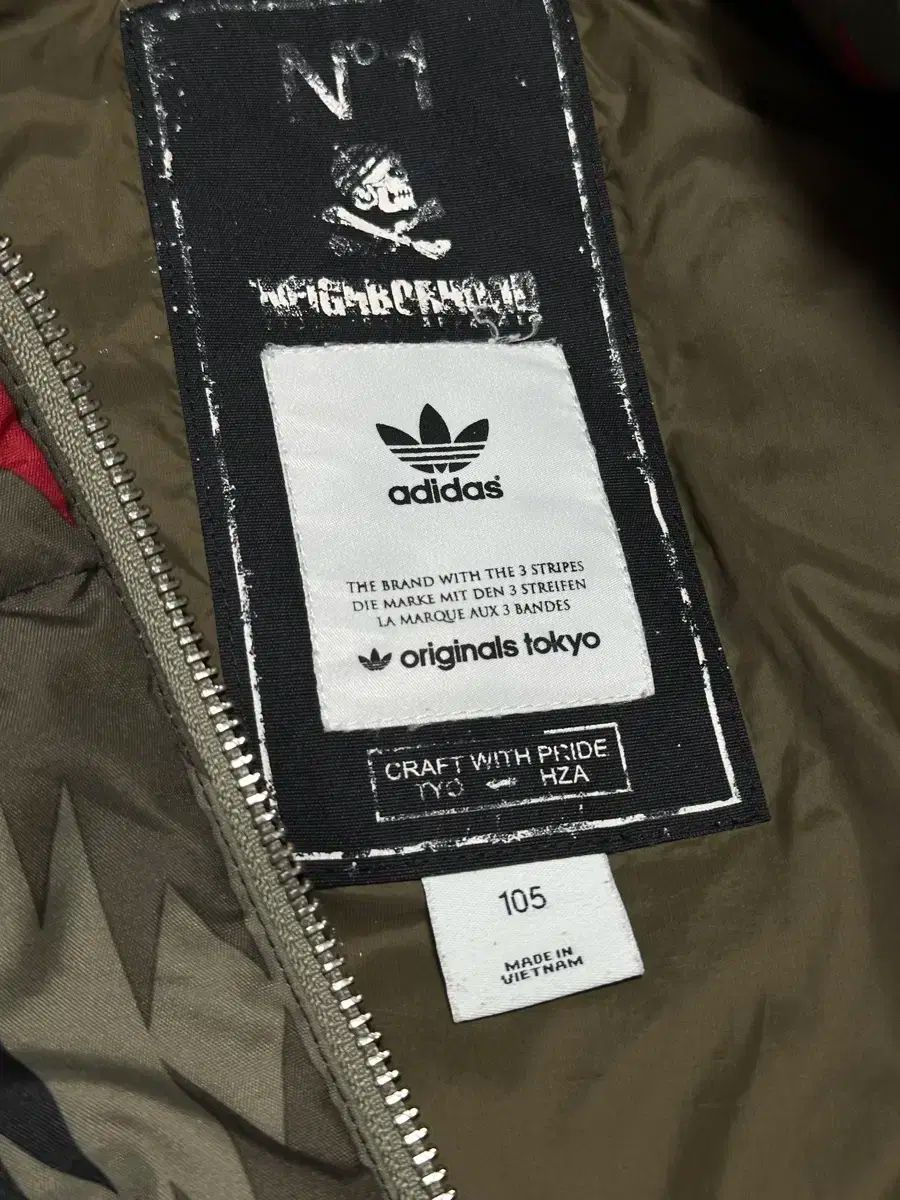 Nº1
NEIGHBORHOOD
adidas
THE BRAND WITH THE 3 STRIPES
DIE MARKE MIT DEN 3 STREIFEN
LA MARQUE AUX 3 BANDES
originals tokyo
CRAFT WITH PRIDE
TYO HZA
105
MADE IN
VIETNAM